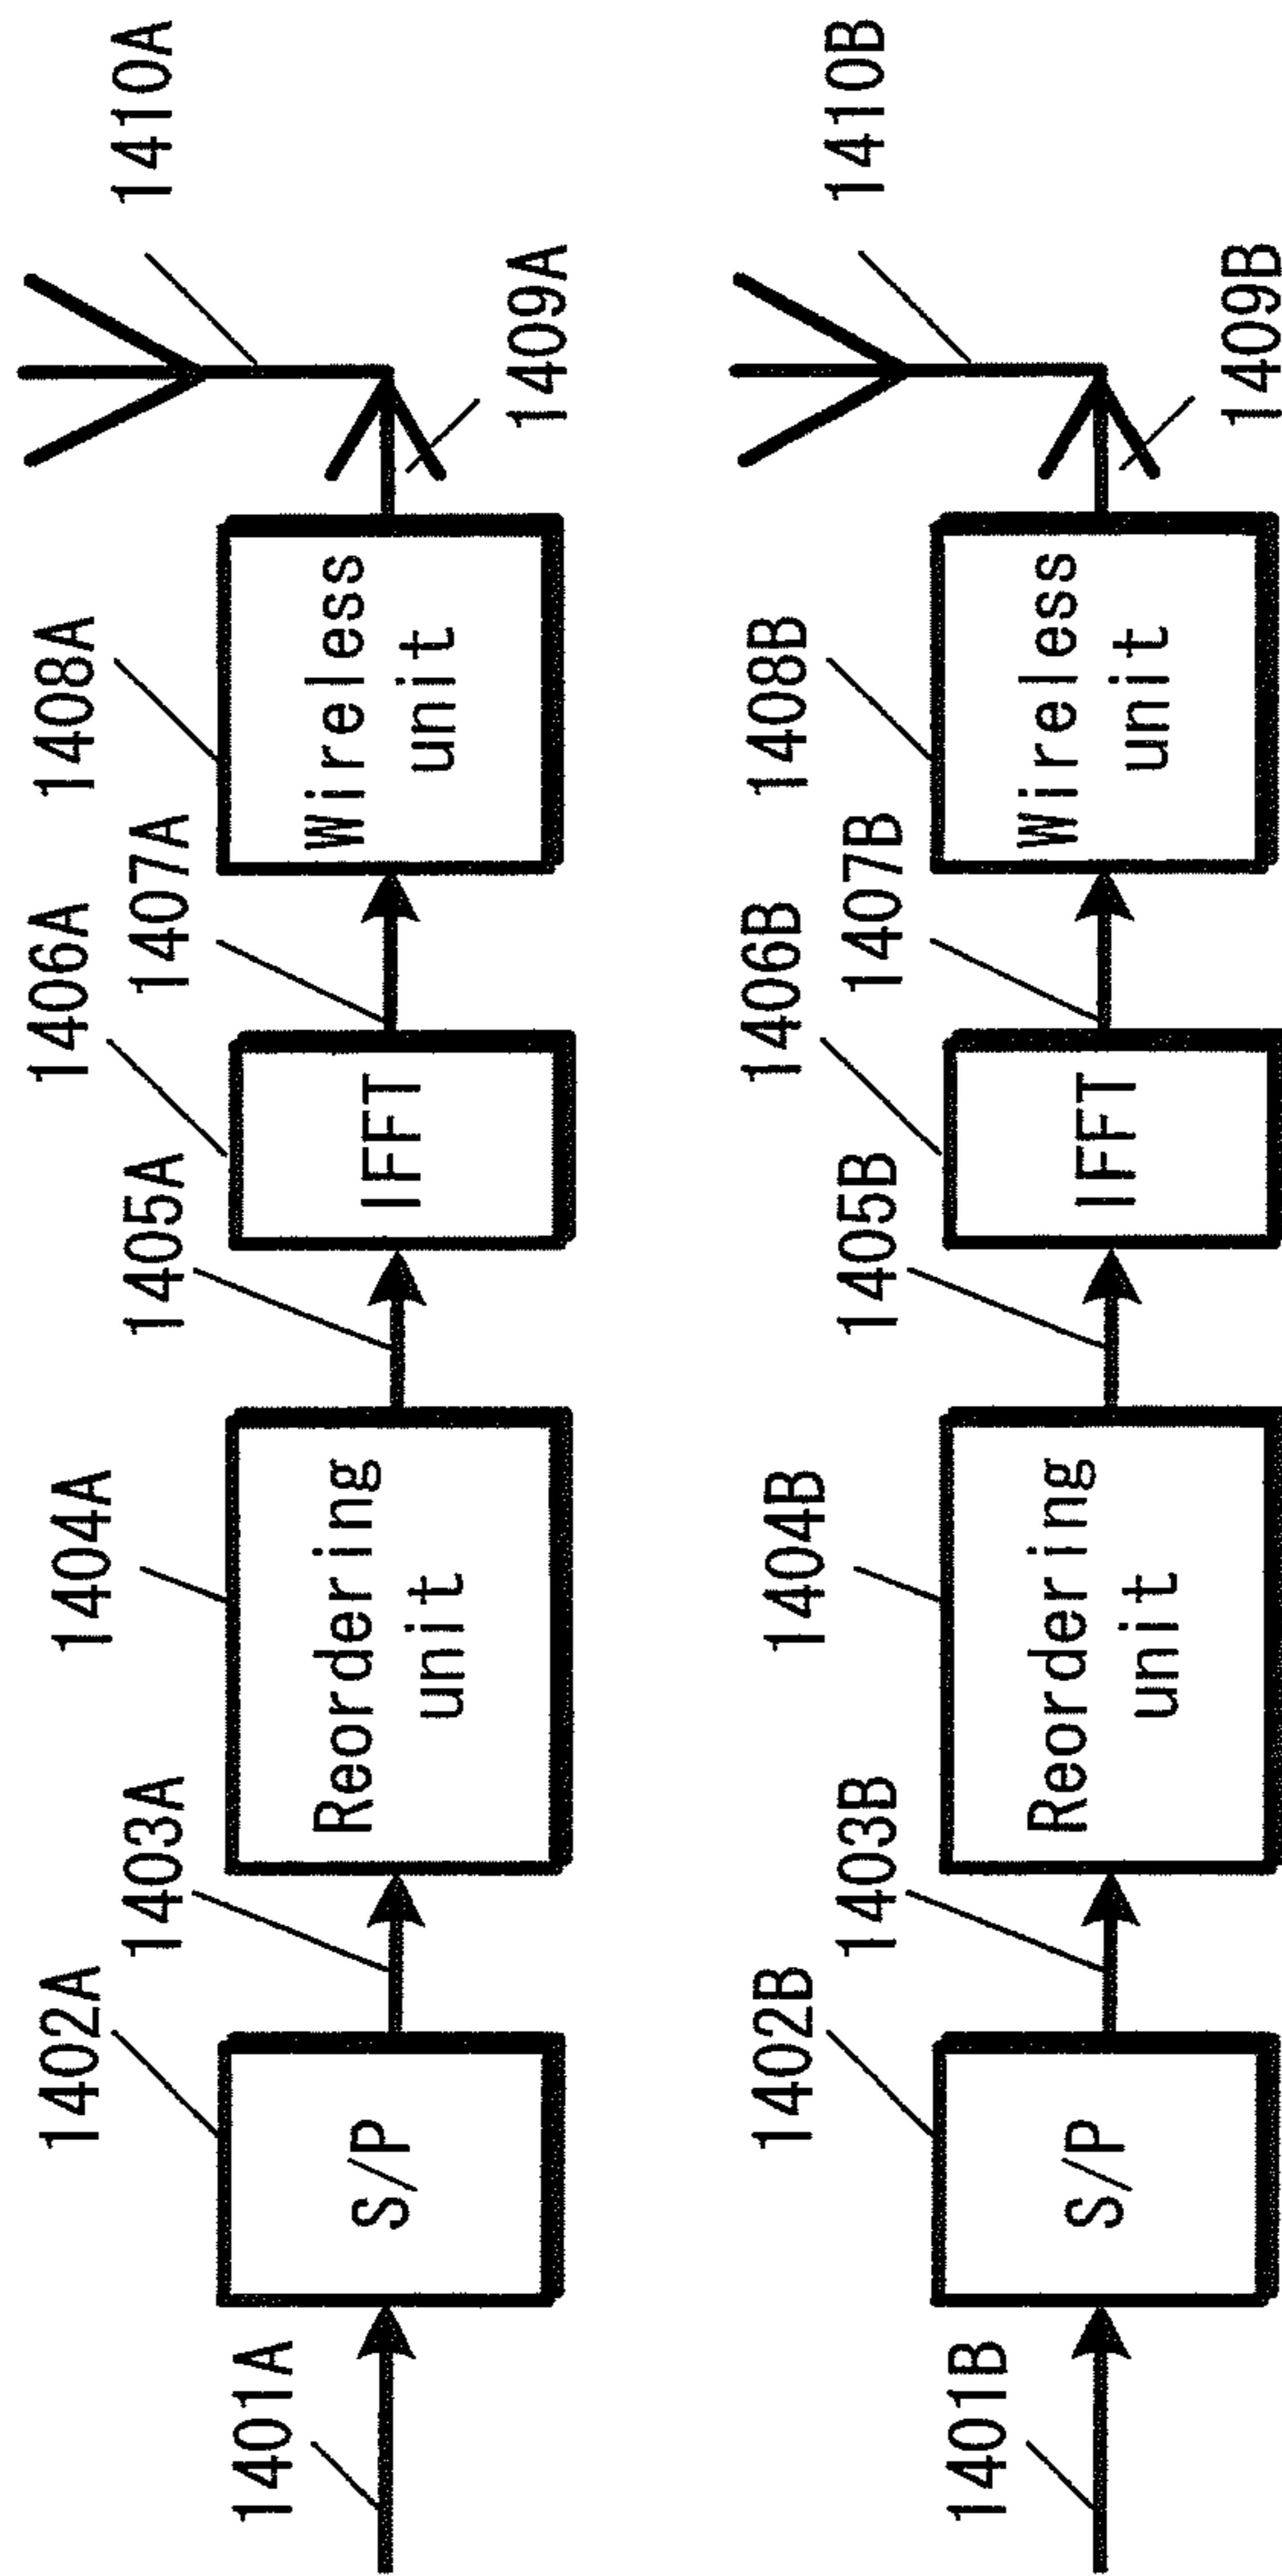 1401A
1402A
S/P
1403A
1404A
Reordering
unit
1405A
1406A
IFFT
1407A
1408A
Wireless
unit
1409A
1410A
1401B
1402B
S/P
1403B
1404B
Reordering
unit
1405B
1406B
IFFT
1407B
1408B
Wireless
unit
1409B
1410B